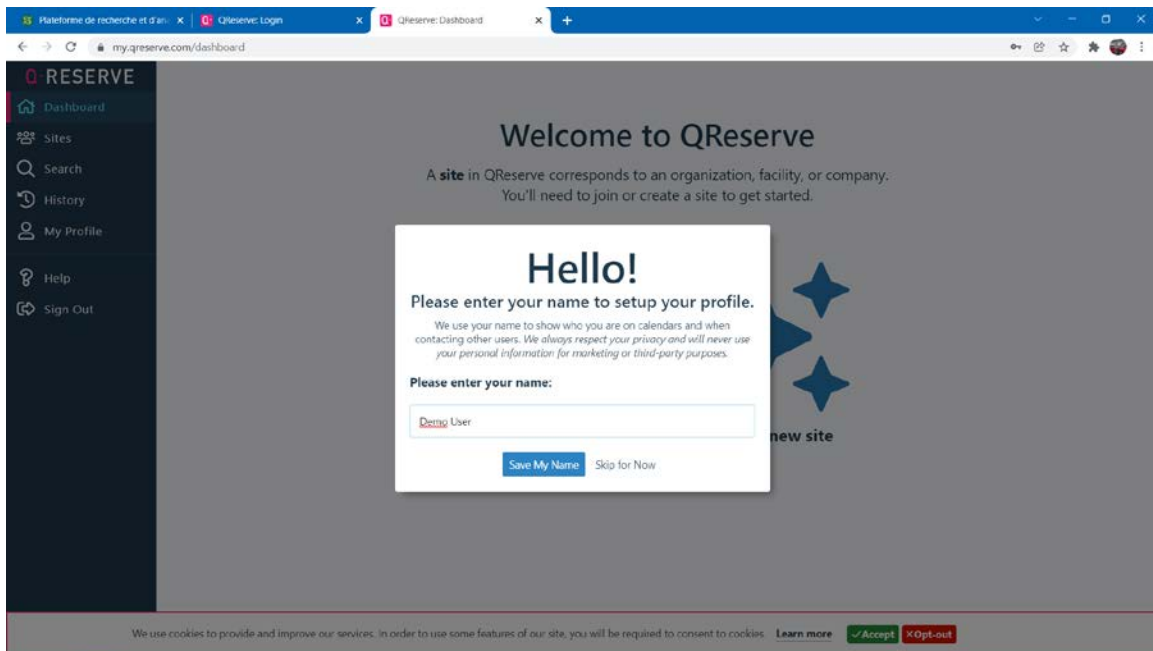 Plateforme de recherche et d'an
QReserve: Login
QReserve: Dashboard
my.qreserve.com/dashboard
Q·RESERVE
Dashboard
Sites
Search
History
My Profile
Help
Sign Out
Welcome to QReserve
A site in QReserve corresponds to an organization, facility, or company.
You'll need to join or create a site to get started.
new site
Hello!
Please enter your name to setup your profile.
We use your name to show who you are on calendars and when
contacting other users. We always respect your privacy and will never use
your personal information for marketing or third-party purposes.
Please enter your name:
Demo User
Save My Name Skip for Now
We use cookies to provide and improve our services. In order to use some features of our site, you will be required to consent to cookies. Learn more Accept Opt-out